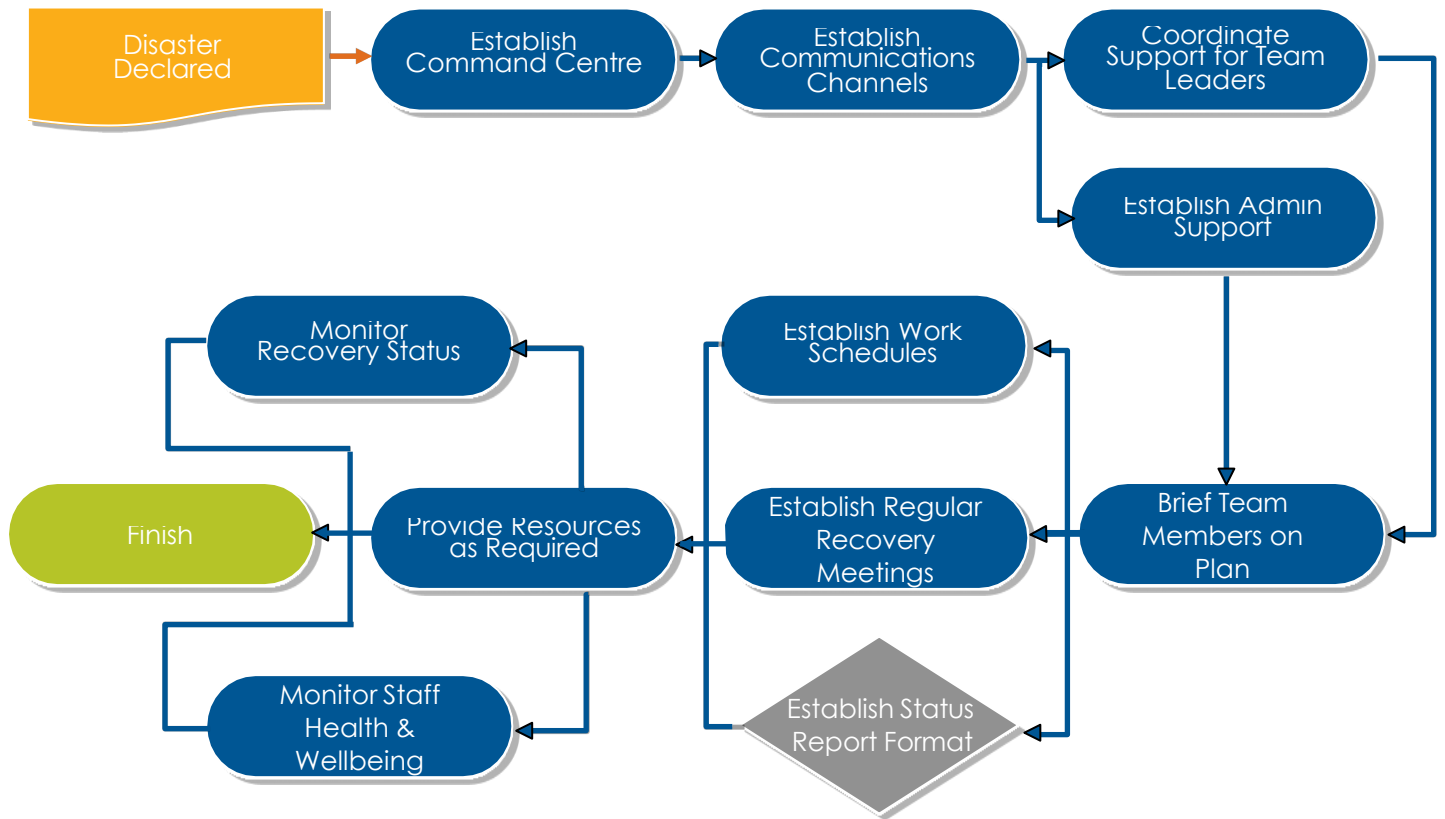 Disaster
Declared
Establish
Command Centre
Establish
Communications
Channels
Coordinate
Support for Team
Leaders
Establish Admin
Support
Monitor
Recovery Status
Establish Work
Schedules
Finish
Provide Resources
as Required
Establish Regular
Recovery
Meetings
Brief Team
Members on
Plan
Monitor Staff
Health &
Wellbeing
Establish Status
Report Format